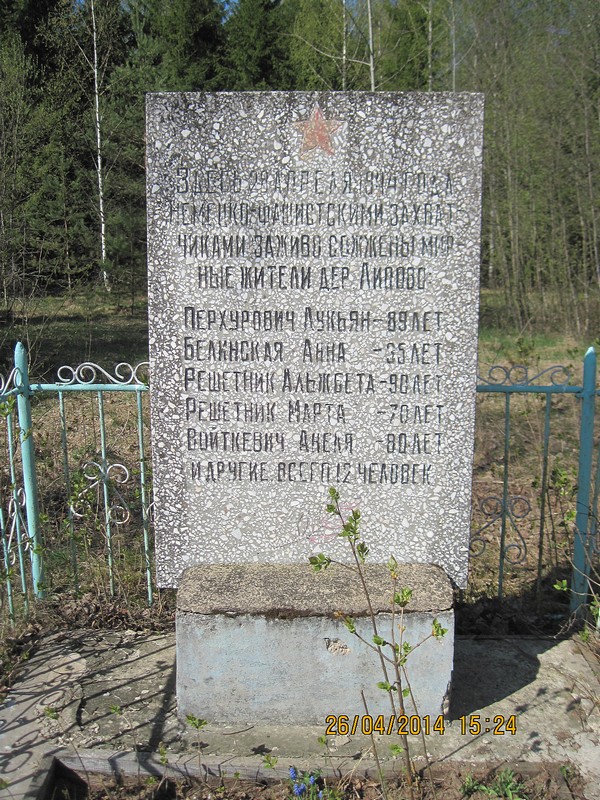 Здесь 28 апреля 1944 года
немецко-фашистскими захват-
чиками заживо сожжены мир-
ные жители дер. Липово
Перхурович Лукьян - 89 лет
Белинская Анна - 35 лет
Решетник Альжбета - 90 лет
Решетник Марта - 70 лет
Войткевич Анеля - 80 лет
и другие. Всего 12 человек
26/04/2014 15:24